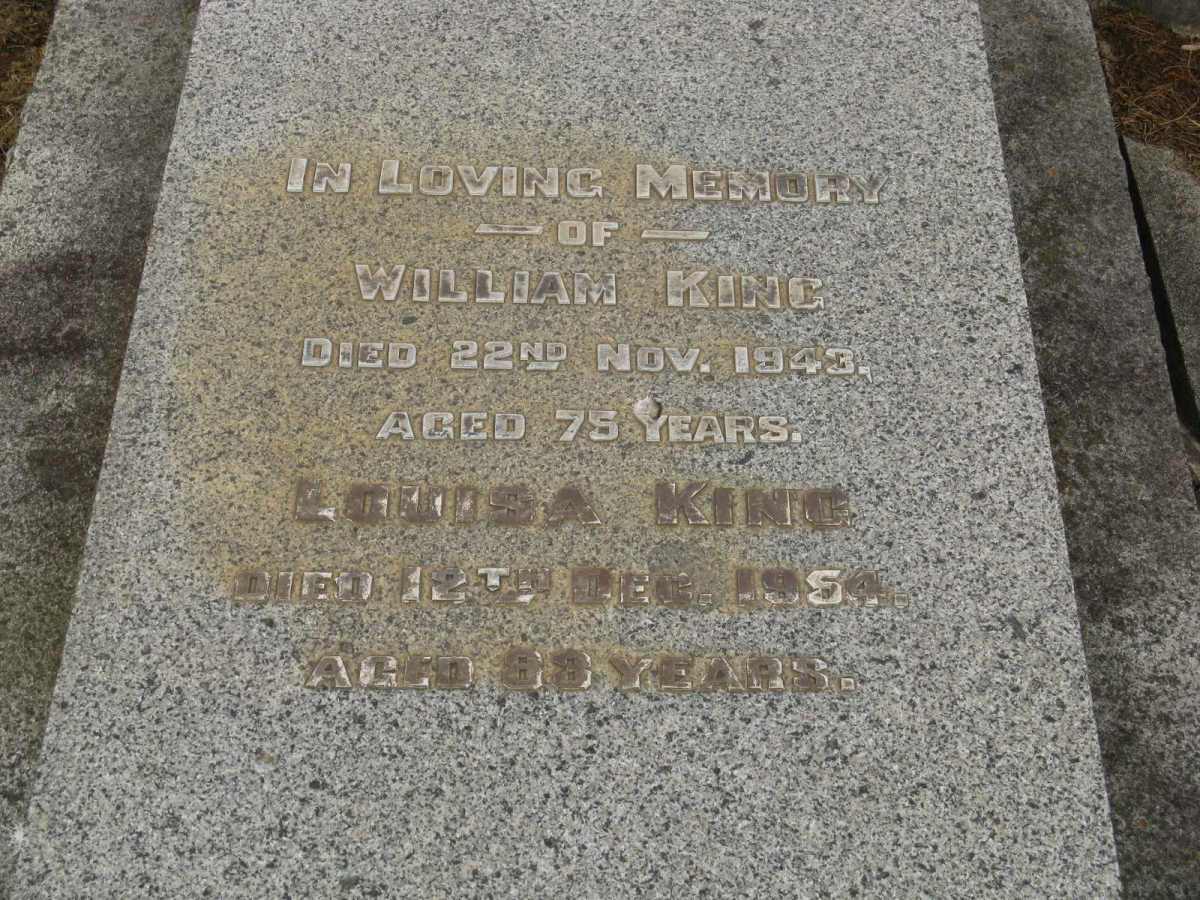 In Loving Memory
— OF —
William King
Died 22ND Nov. 1943.
Aged 75 Years.
Louisa King
Died 12TH Dec. 1954.
Aged 83 Years.